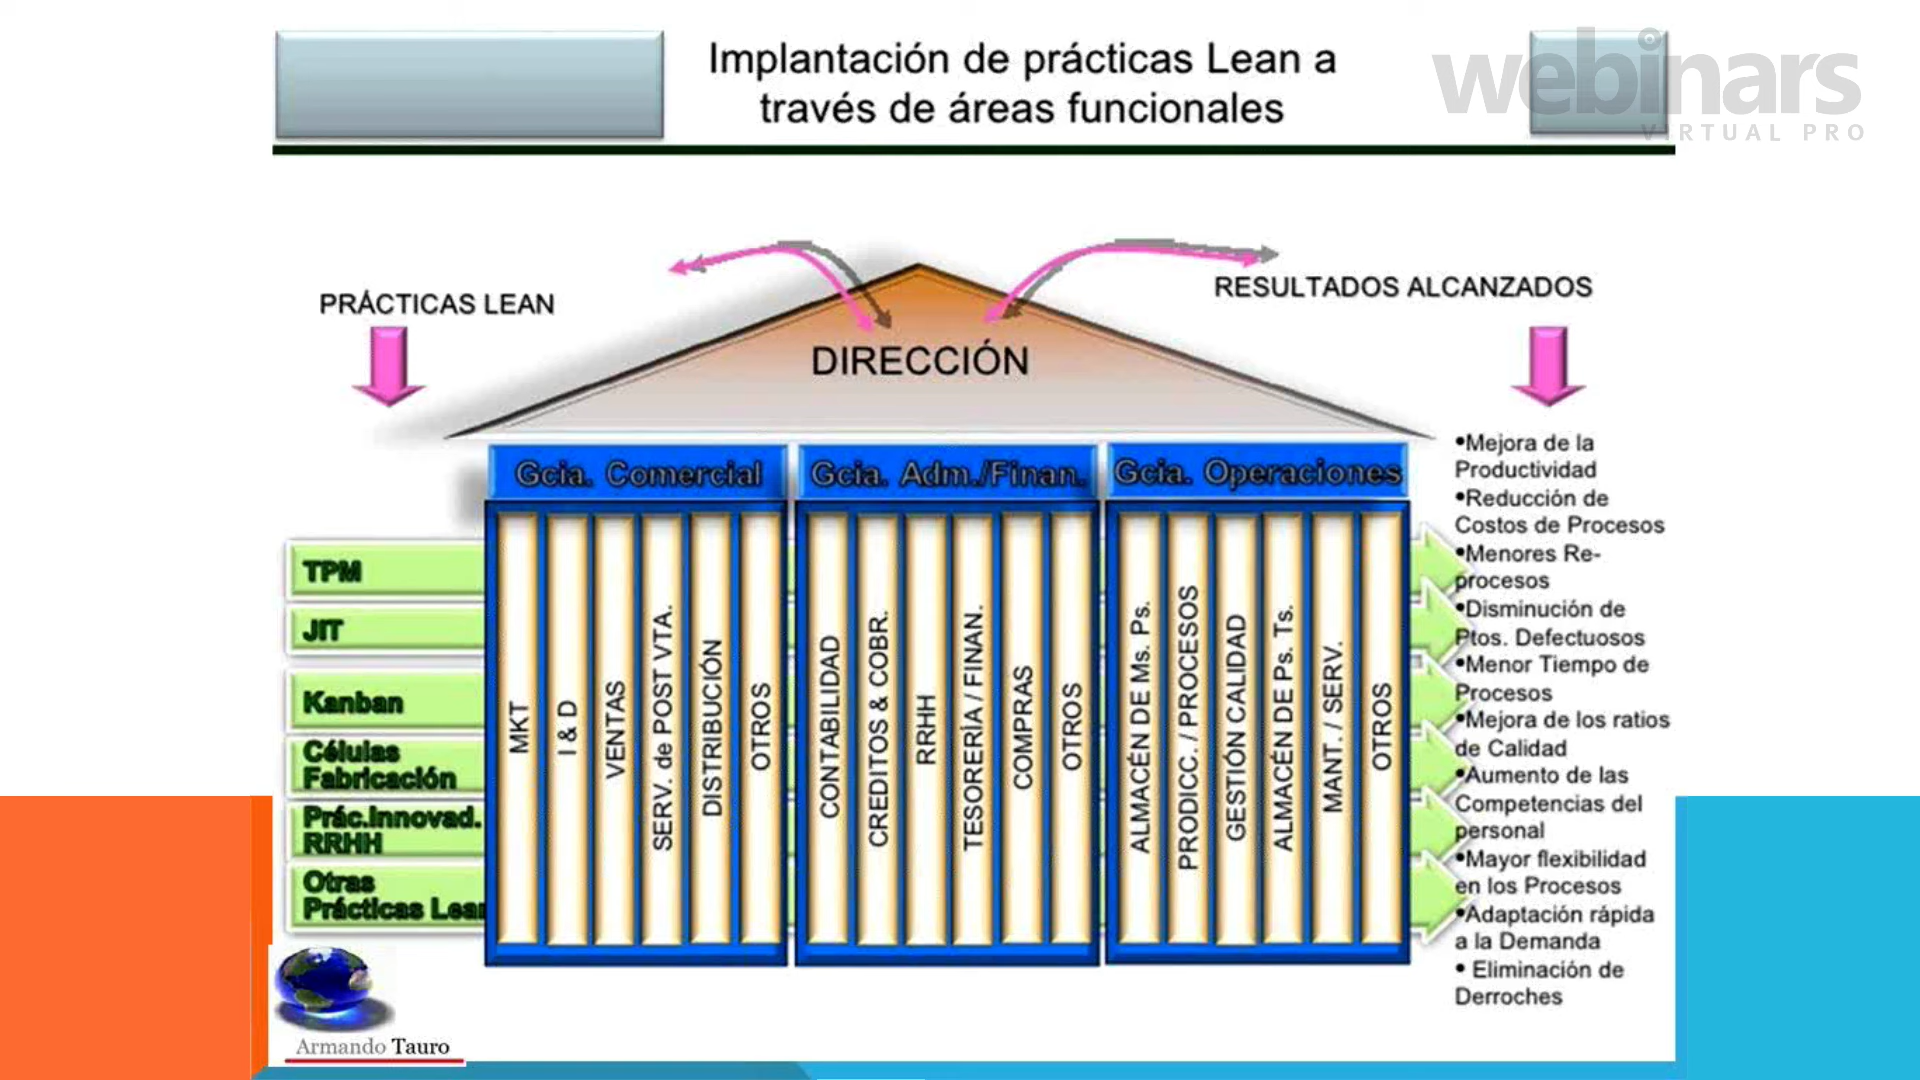 Implantación de prácticas Lean a
través de áreas funcionales
webinars
VIRTUAL PRO
PRÁCTICAS LEAN
RESULTADOS ALCANZADOS
DIRECCIÓN
Gcia. Comercial
Gcia. Adm./Finan.
Gcia. Operaciones
TPM
JIT
Kanban
Células
Fabricación
Prác.Innovad.
RRHH
Otras
Prácticas Lean
MKT
I & D
VENTAS
SERV. de POST VTA.
DISTRIBUCIÓN
OTROS
CONTABILIDAD
CREDITOS & COBR.
RRHH
TESORERÍA / FINAN.
COMPRAS
OTROS
ALMACÉN DE Ms. Ps.
PRODICC. / PROCESOS
GESTIÓN CALIDAD
ALMACÉN DE Ps. Ts.
MANT. / SERV.
OTROS
•Mejora de la
Productividad
•Reducción de
Costos de Procesos
•Menores Re-
procesos
•Disminución de
Ptos. Defectuosos
•Menor Tiempo de
Procesos
•Mejora de los ratios
de Calidad
•Aumento de las
Competencias del
personal
•Mayor flexibilidad
en los Procesos
•Adaptación rápida
a la Demanda
• Eliminación de
Derroches
Armando Tauro